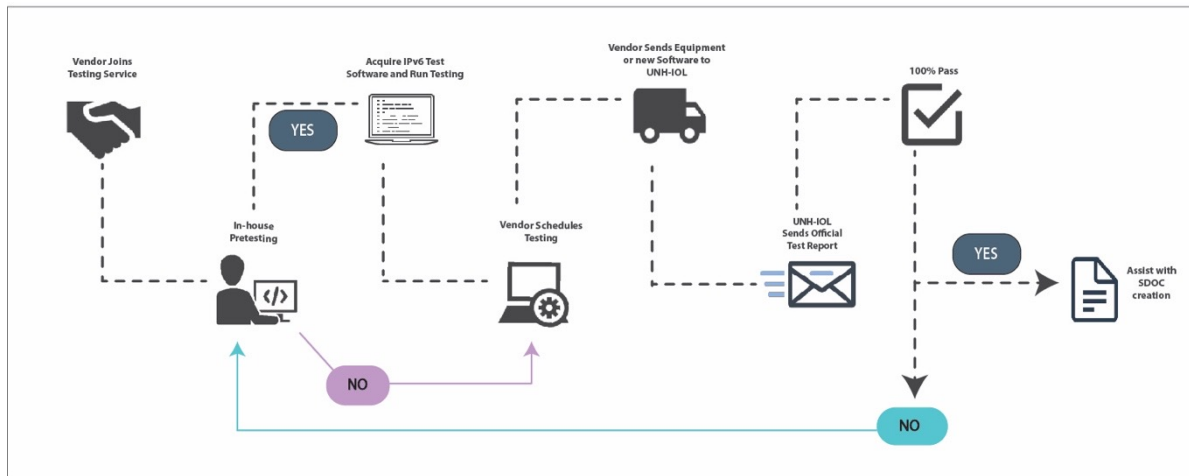 Vendor Joins
Testing Service
Acquire IPv6 Test
Software and Run Testing
Vendor Sends Equipment
or new Software to
UNH-IOL
100% Pass
YES
In-house
Pretesting
Vendor Schedules
Testing
UNH-IOL
Sends Official
Test Report
YES
Assist with
SDOC
creation
NO
NO